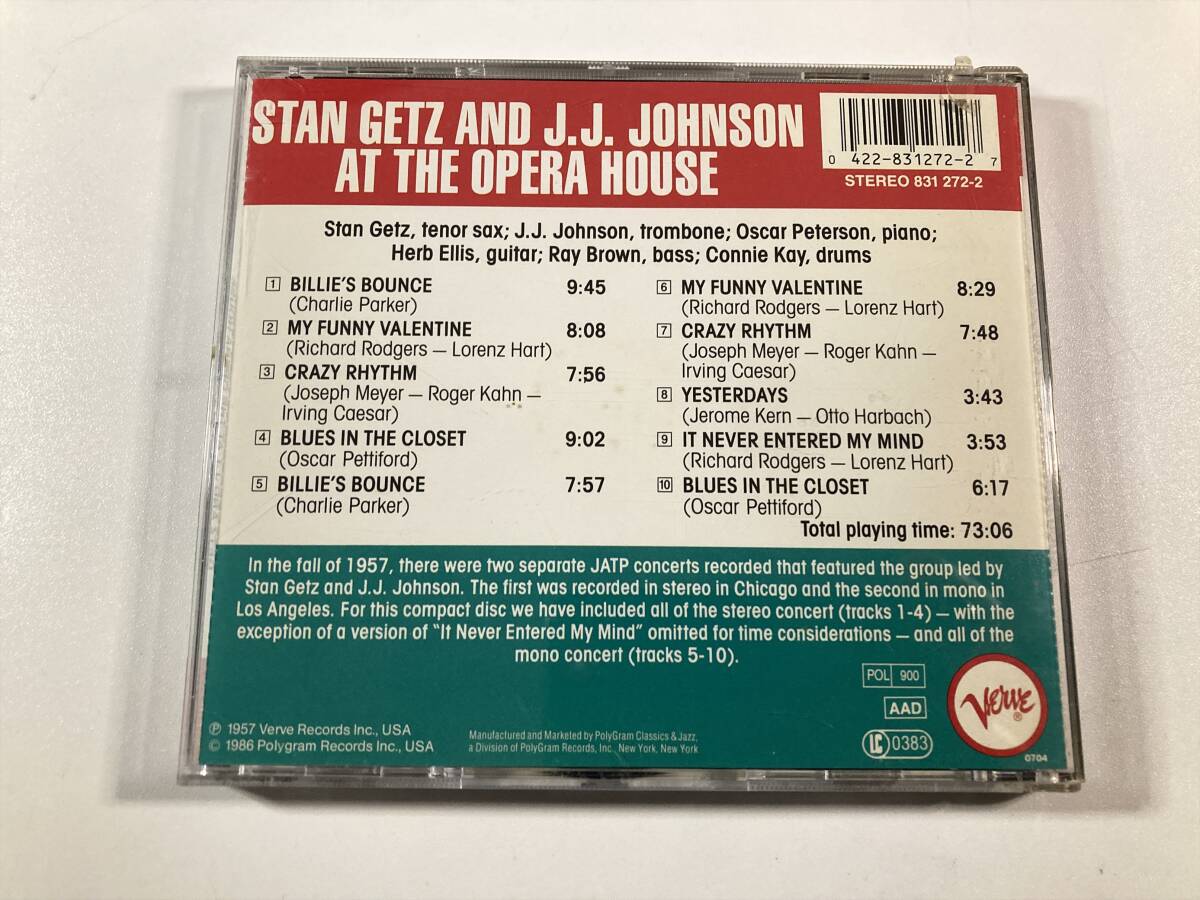 STAN GETZ AND J.J. JOHNSON
AT THE OPERA HOUSE
0 422-831272-2 7
STEREO 831 272-2
Stan Getz, tenor sax; J.J. Johnson, trombone; Oscar Peterson, piano;
Herb Ellis, guitar; Ray Brown, bass; Connie Kay, drums
1 BILLIE'S BOUNCE 9:45
(Charlie Parker)
2 MY FUNNY VALENTINE 8:08
(Richard Rodgers — Lorenz Hart)
3 CRAZY RHYTHM 7:56
(Joseph Meyer — Roger Kahn —
Irving Caesar)
4 BLUES IN THE CLOSET 9:02
(Oscar Pettiford)
5 BILLIE'S BOUNCE 7:57
(Charlie Parker)
6 MY FUNNY VALENTINE 8:29
(Richard Rodgers — Lorenz Hart)
7 CRAZY RHYTHM 7:48
(Joseph Meyer — Roger Kahn —
Irving Caesar)
8 YESTERDAYS 3:43
(Jerome Kern — Otto Harbach)
9 IT NEVER ENTERED MY MIND 3:53
(Richard Rodgers — Lorenz Hart)
10 BLUES IN THE CLOSET 6:17
(Oscar Pettiford)
Total playing time: 73:06
In the fall of 1957, there were two separate JATP concerts recorded that featured the group led by
Stan Getz and J.J. Johnson. The first was recorded in stereo in Chicago and the second in mono in
Los Angeles. For this compact disc we have included all of the stereo concert (tracks 1-4) — with the
exception of a version of "It Never Entered My Mind" omitted for time considerations — and all of the
mono concert (tracks 5-10).
POL 900
AAD
LC 0383
VERVE ®
0704
℗ 1957 Verve Records Inc., USA
© 1986 Polygram Records Inc., USA
Manufactured and Marketed by PolyGram Classics & Jazz,
a Division of PolyGram Records, Inc., New York, New York